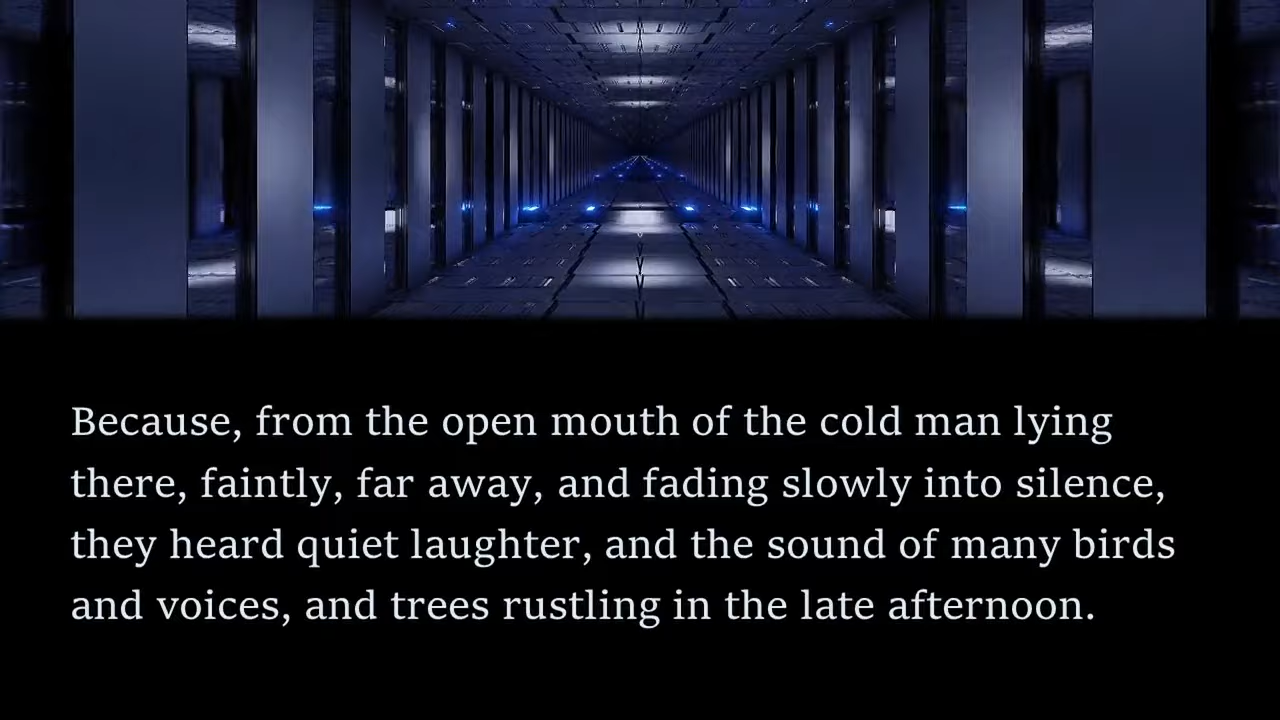 Because, from the open mouth of the cold man lying
there, faintly, far away, and fading slowly into silence,
they heard quiet laughter, and the sound of many birds
and voices, and trees rustling in the late afternoon.